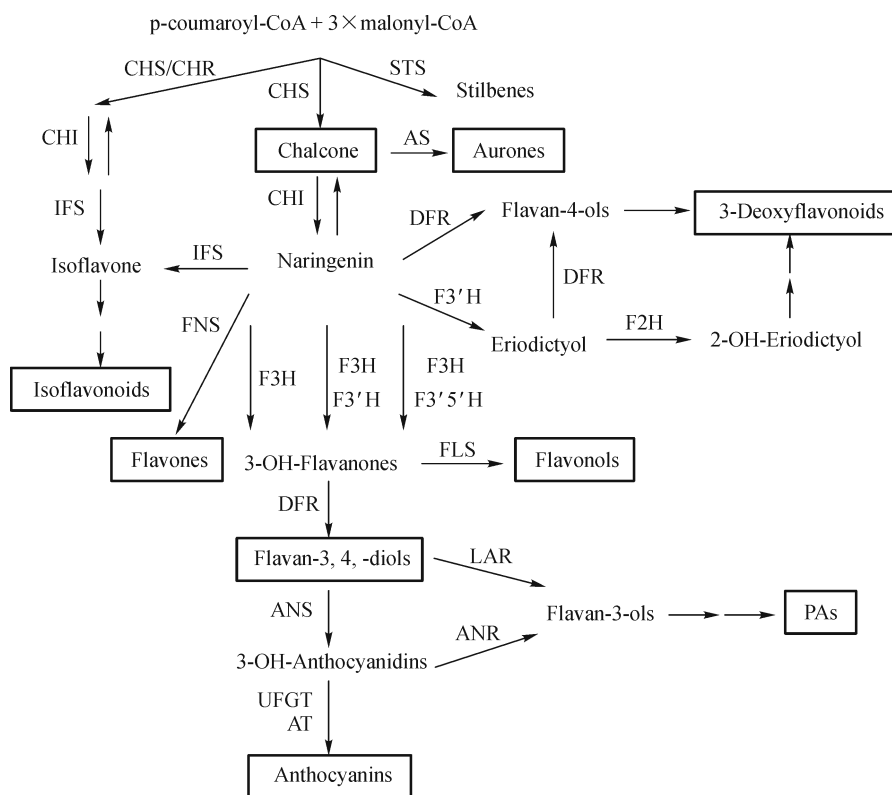 p-coumaroyl-CoA + 3× malonyl-CoA
CHS/CHR
STS
CHS
Stilbenes
CHI
Chalcone
AS
Aurones
CHI
IFS
DFR
Flavan-4-ols
3-Deoxyflavonoids
Isoflavone
IFS
Naringenin
F3′H
DFR
FNS
Eriodictyol
F2H
2-OH-Eriodictyol
Isoflavonoids
F3H
F3H
F3′H
F3H
F3′5′H
Flavones
3-OH-Flavanones
FLS
Flavonols
DFR
Flavan-3, 4, -diols
LAR
ANS
Flavan-3-ols
PAs
ANR
3-OH-Anthocyanidins
UFGT
AT
Anthocyanins